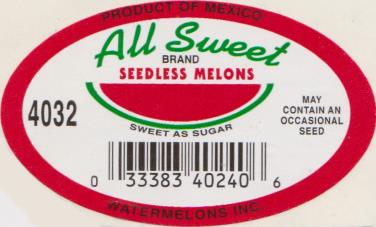 PRODUCT OF MEXICO
All Sweet
BRAND
SEEDLESS MELONS
4032
MAY
CONTAIN AN
OCCASIONAL
SEED
SWEET AS SUGAR
0 33383 40240 6
WATERMELONS INC.